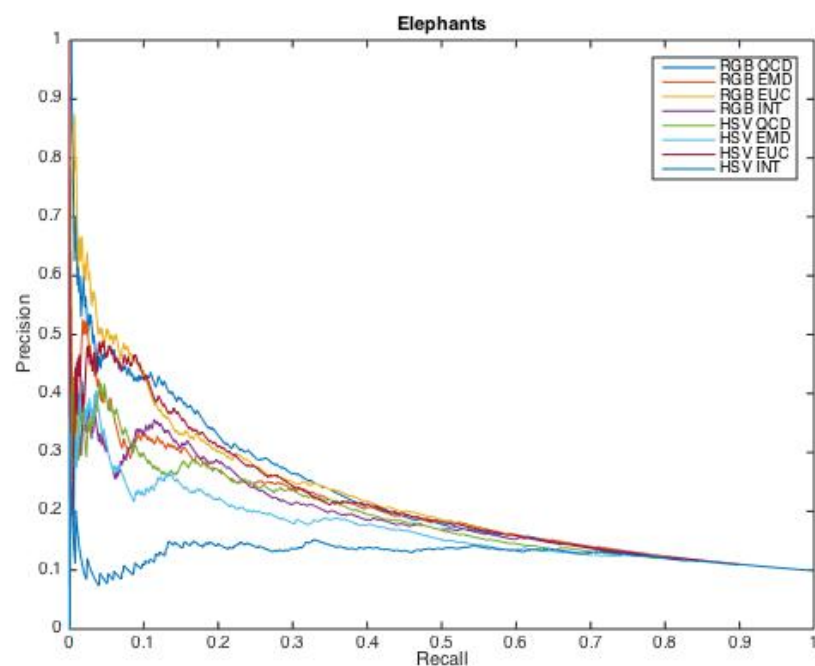 Elephants
RGB QCD
RGB EMD
RGB EUC
RGB INT
HSV QCD
HSV EMD
HSV EUC
HSV INT
Precision
1
0.9
0.8
0.7
0.6
0.5
0.4
0.3
0.2
0.1
0
0 0.1 0.2 0.3 0.4 0.5 0.6 0.7 0.8 0.9 1
Recall